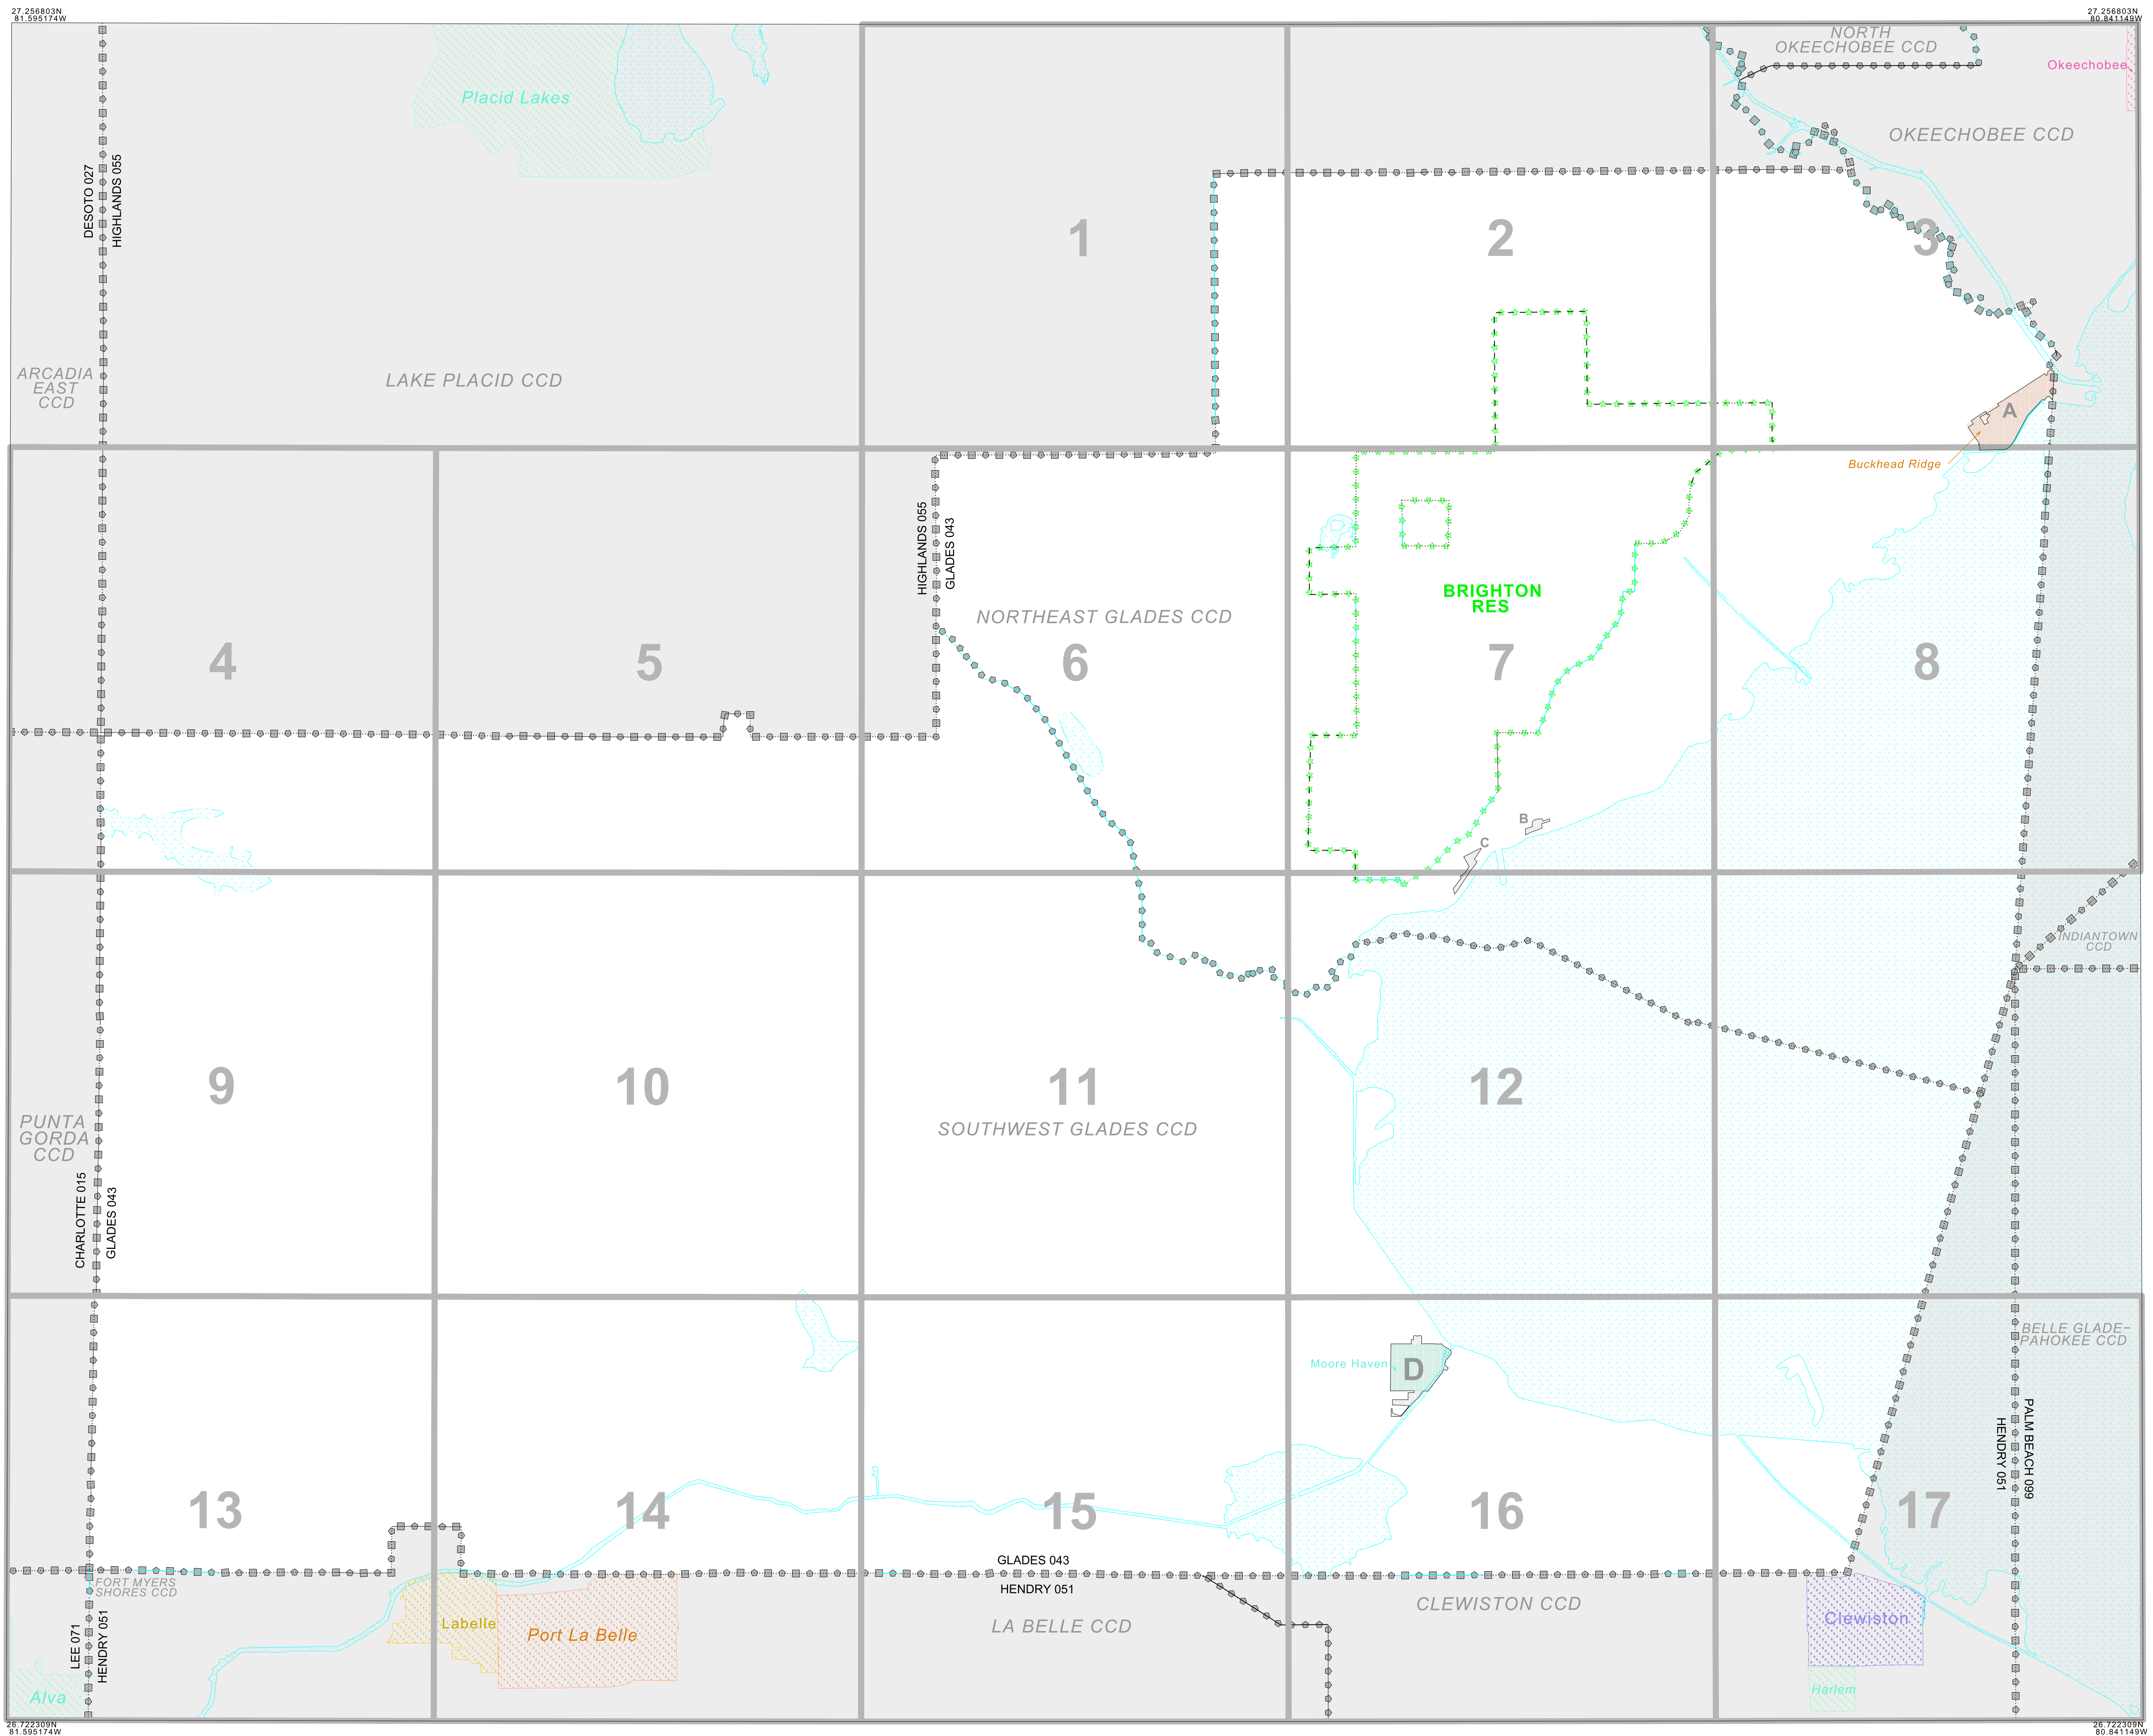 27.256803N
81.595174W
27.256803N
80.841149W
NORTH
OKEECHOBEE CCD
Okeechobee
Placid Lakes
OKEECHOBEE CCD
DESOTO 027
HIGHLANDS 055
1
2
3
ARCADIA
EAST
CCD
LAKE PLACID CCD
A
Buckhead Ridge
HIGHLANDS 055
GLADES 043
BRIGHTON
RES
NORTHEAST GLADES CCD
4
5
6
7
8
B
C
INDIANTOWN
CCD
9
10
11
12
PUNTA
GORDA
CCD
SOUTHWEST GLADES CCD
CHARLOTTE 015
GLADES 043
BELLE GLADE-
PAHOKEE CCD
Moore Haven
D
PALM BEACH 099
HENDRY 051
13
14
15
16
17
GLADES 043
HENDRY 051
FORT MYERS
SHORES CCD
LEE 071
HENDRY 051
Labelle
Port La Belle
LA BELLE CCD
CLEWISTON CCD
Clewiston
Harlem
Alva
26.722309N
81.595174W
26.722309N
80.841149W